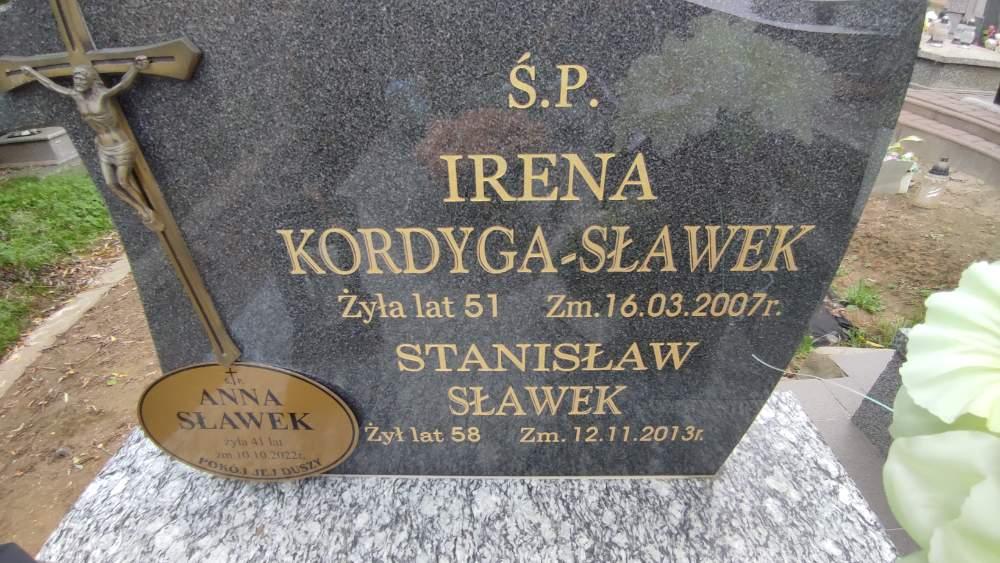 Ś.P.
IRENA
KORDYGA-SŁAWEK
Żyła lat 51 Zm.16.03.2007r.
STANISŁAW
SŁAWEK
Żył lat 58 Zm.12.11.2013r.
Ś. P.
ANNA
SŁAWEK
żyła 41 lat
zm.10.10.2022r.
POKÓJ JEJ DUSZY